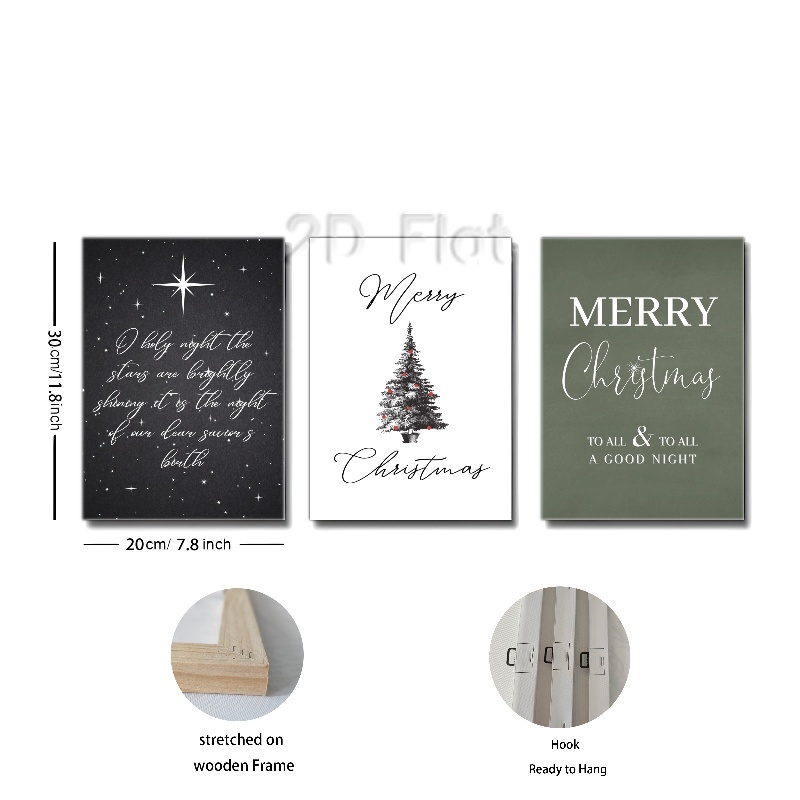 2D Flat
O holy night the
stars are brightly
shining it is the night
of our dear savior's
birth
Merry
Christmas
MERRY
Christmas
TO ALL & TO ALL
A GOOD NIGHT
30cm/11.8inch
20cm/ 7.8 inch
stretched on
wooden Frame
Hook
Ready to Hang